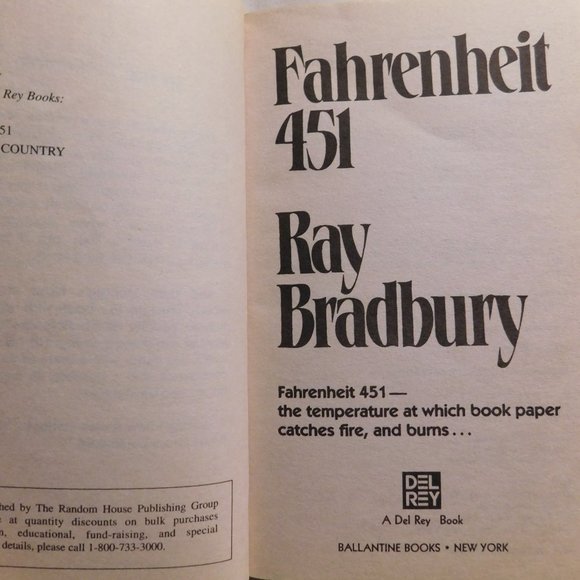 Rey Books:
451
COUNTRY
by The Random House Publishing Group
at quantity discounts on bulk purchases
educational, fund-raising, and special
details, please call 1-800-733-3000.
Fahrenheit
451
Ray
Bradbury
Fahrenheit 451—
the temperature at which book paper
catches fire, and burns...
DEL
REY
A Del Rey Book
BALLANTINE BOOKS • NEW YORK